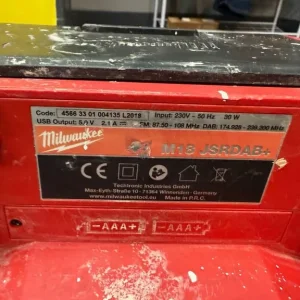 Code: 4568 33 01 004135 L2018 Input: 230V~ 50 Hz 30 W
USB Output: 5,0 V 2.1 A FM: 87.50 - 108 MHz DAB: 174.928 - 239.200 MHz
Milwaukee M18 JSRDAB+
Techtronic Industries GmbH
Max-Eyth-Straße 10 - 71364 Winnenden - Germany
www.milwaukeetool.eu Made in P.R.C.
-AAA+ -AAA+